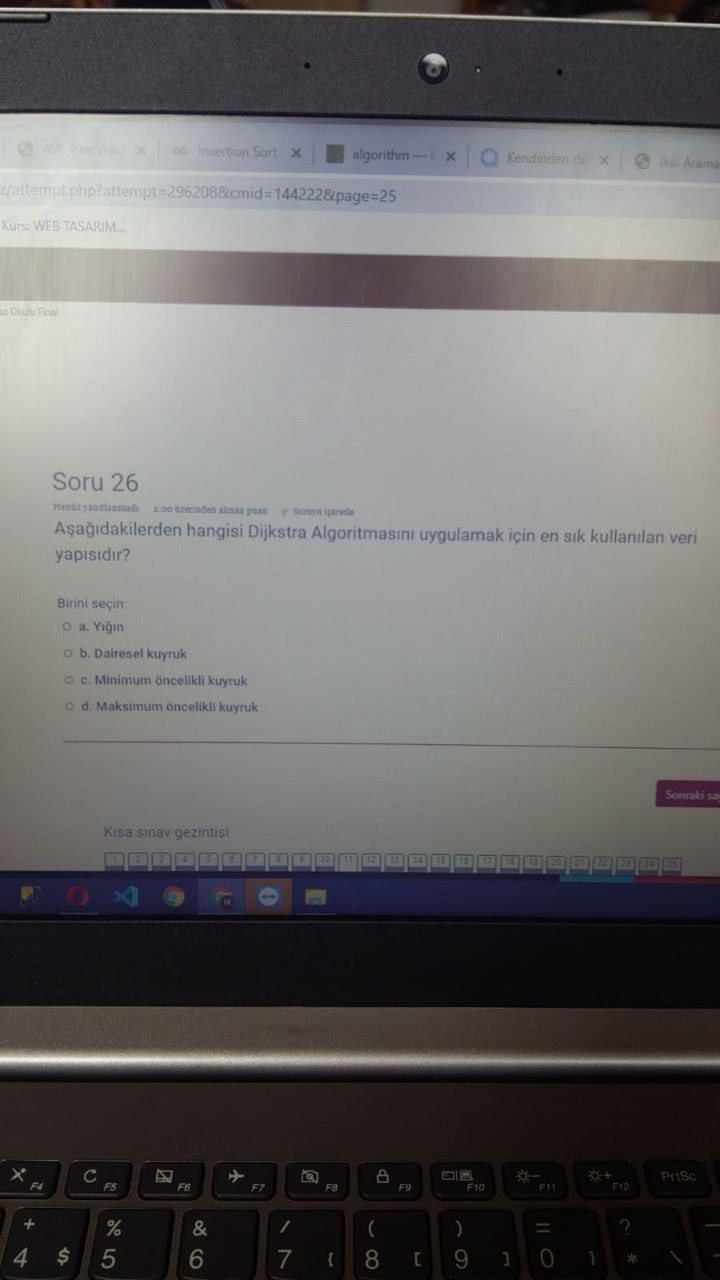 AVL Tree Visu
Insertion Sort
algorithm —
Kendinden de
İkili Arama
z/attempt.php?attempt=296208&cmid=144222&page=25
Kurs: WEB TASARIM...
az Okulu Final
Soru 26
Henüz yanıtlanmadı 2.00 üzerinden alınan puan Soruyu işaretle
Aşağıdakilerden hangisi Dijkstra Algoritmasını uygulamak için en sık kullanılan veri
yapısıdır?
Birini seçin:
a. Yığın
b. Dairesel kuyruk
c. Minimum öncelikli kuyruk
d. Maksimum öncelikli kuyruk
Sonraki sa
Kısa sınav gezintisi
1 2 3 4 5 6 7 8 9 10 11 12 13 14 15 16 17 18 19 20 21 22 23 24 25
F4 F5 F6 F7 F8 F9 F10 F11 F12 PrtSc
+ % & / ( ) = ? _
4 $ 5 6 7 { 8 [ 9 ] 0 } * \